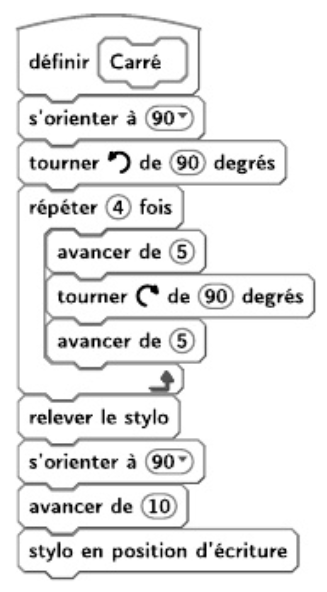 définir Carré
s'orienter à 90
tourner de 90 degrés
répéter 4 fois
avancer de 5
tourner de 90 degrés
avancer de 5
relever le stylo
s'orienter à 90
avancer de 10
stylo en position d'écriture